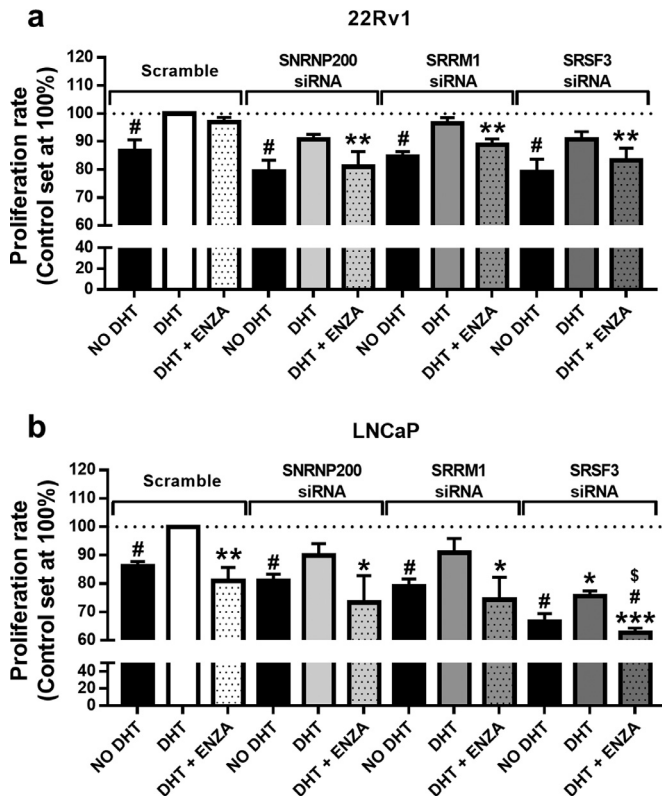 a
22Rv1
Scramble
SNRNP200
siRNA
SRRM1
siRNA
SRSF3
siRNA
Proliferation rate
(Control set at 100%)
120
110
100
90
80
70
60
40
20
0
#
#
**
#
**
#
**
NO DHT
DHT
DHT + ENZA
NO DHT
DHT
DHT + ENZA
NO DHT
DHT
DHT + ENZA
NO DHT
DHT
DHT + ENZA
b
LNCaP
Scramble
SNRNP200
siRNA
SRRM1
siRNA
SRSF3
siRNA
Proliferation rate
(Control set at 100%)
120
110
100
90
80
70
60
40
20
0
#
**
#
*
#
*
#
*
$
#
***
NO DHT
DHT
DHT + ENZA
NO DHT
DHT
DHT + ENZA
NO DHT
DHT
DHT + ENZA
NO DHT
DHT
DHT + ENZA